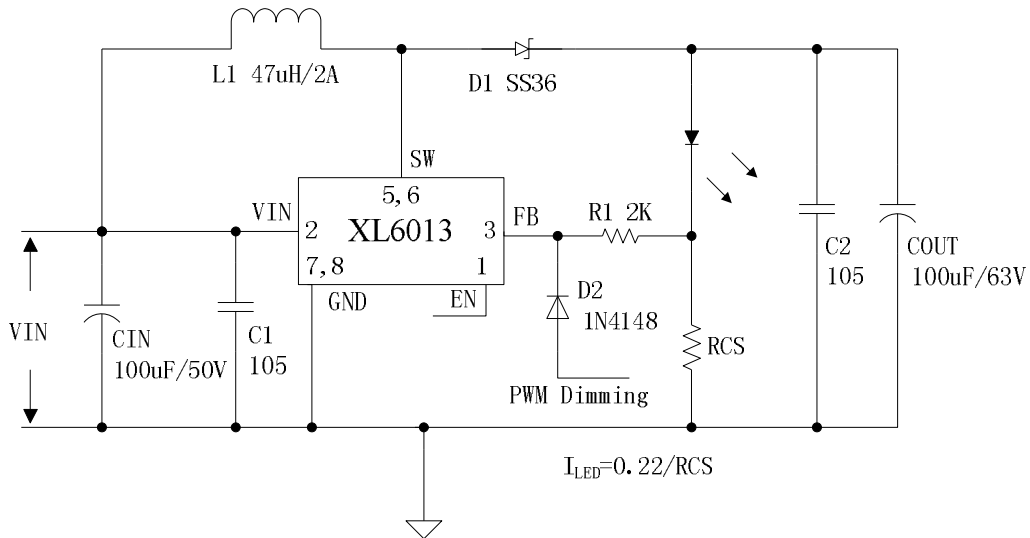 L1 47uH/2A
D1 SS36
SW
5,6
VIN
2
XL6013
3
FB
R1 2K
7,8
1
GND
EN
VIN
CIN
100uF/50V
C1
105
D2
1N4148
PWM Dimming
RCS
C2
105
COUT
100uF/63V
I_LED=0.22/RCS